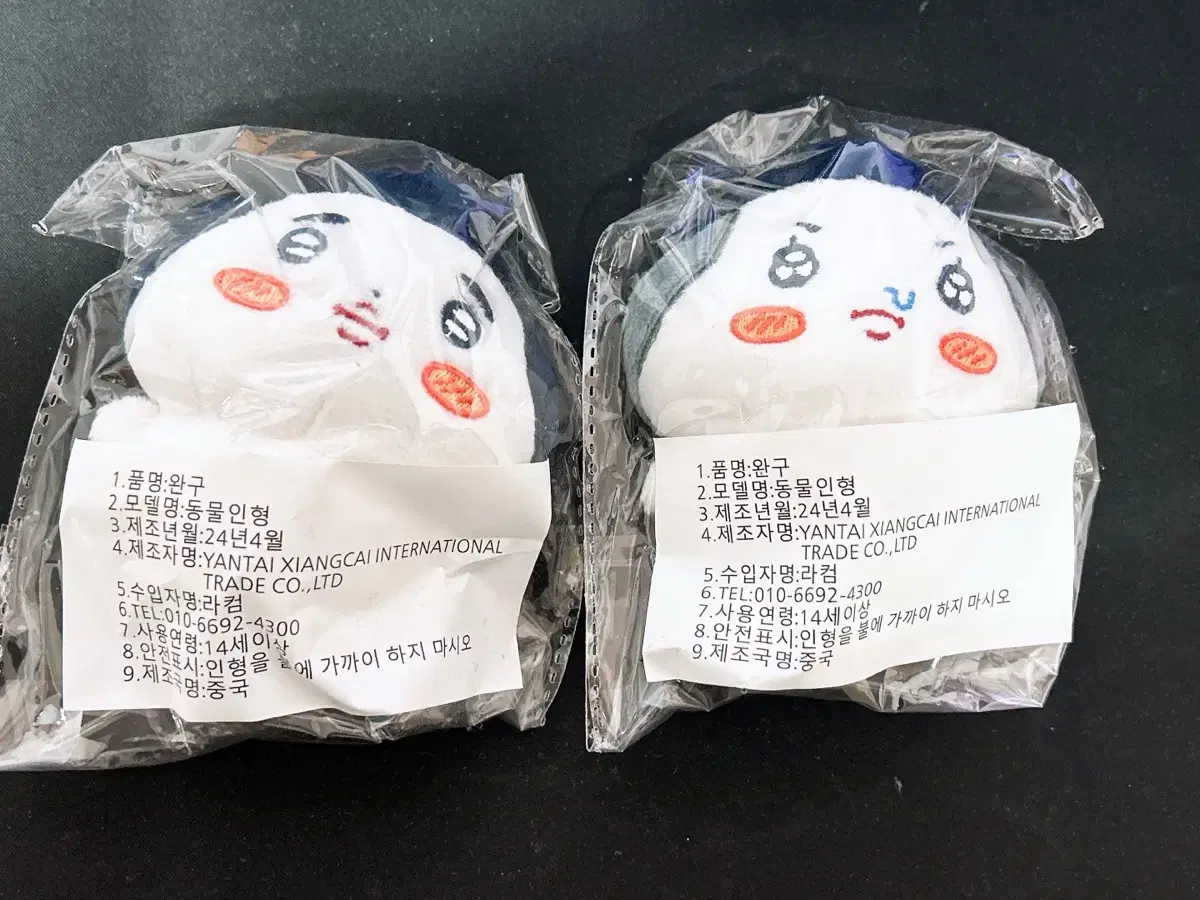 1.품명:완구
2.모델명:동물인형
3.제조년월:24년4월
4.제조자명:YANTAI XIANGCAI INTERNATIONAL
TRADE CO.,LTD
5.수입자명:라컴
6.TEL:010-6692-4300
7.사용연령:14세이상
8.안전표시:인형을 불에 가까이 하지 마시오
9.제조국명:중국
1.품명:완구
2.모델명:동물인형
3.제조년월:24년4월
4.제조자명:YANTAI XIANGCAI INTERNATIONAL
TRADE CO.,LTD
5.수입자명:라컴
6.TEL:010-6692-4300
7.사용연령:14세이상
8.안전표시:인형을 불에 가까이 하지 마시오
9.제조국명:중국